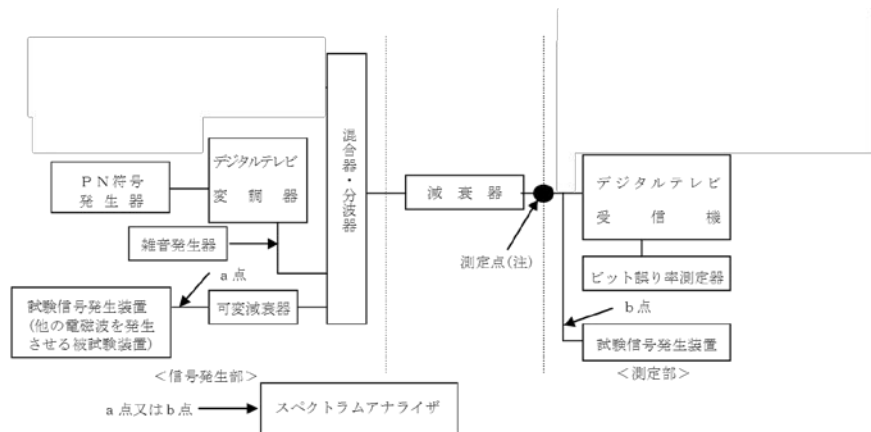 PN符号
発生器
デジタルテレビ
変調器
雑音発生器
a点
試験信号発生装置
(他の電磁波を発生
させる被試験装置)
可変減衰器
混合器・分波器
減衰器
測定点(注)
デジタルテレビ
受信機
ビット誤り率測定器
b点
試験信号発生装置
<信号発生部>
<測定部>
a点又はb点
スペクトラムアナライザ